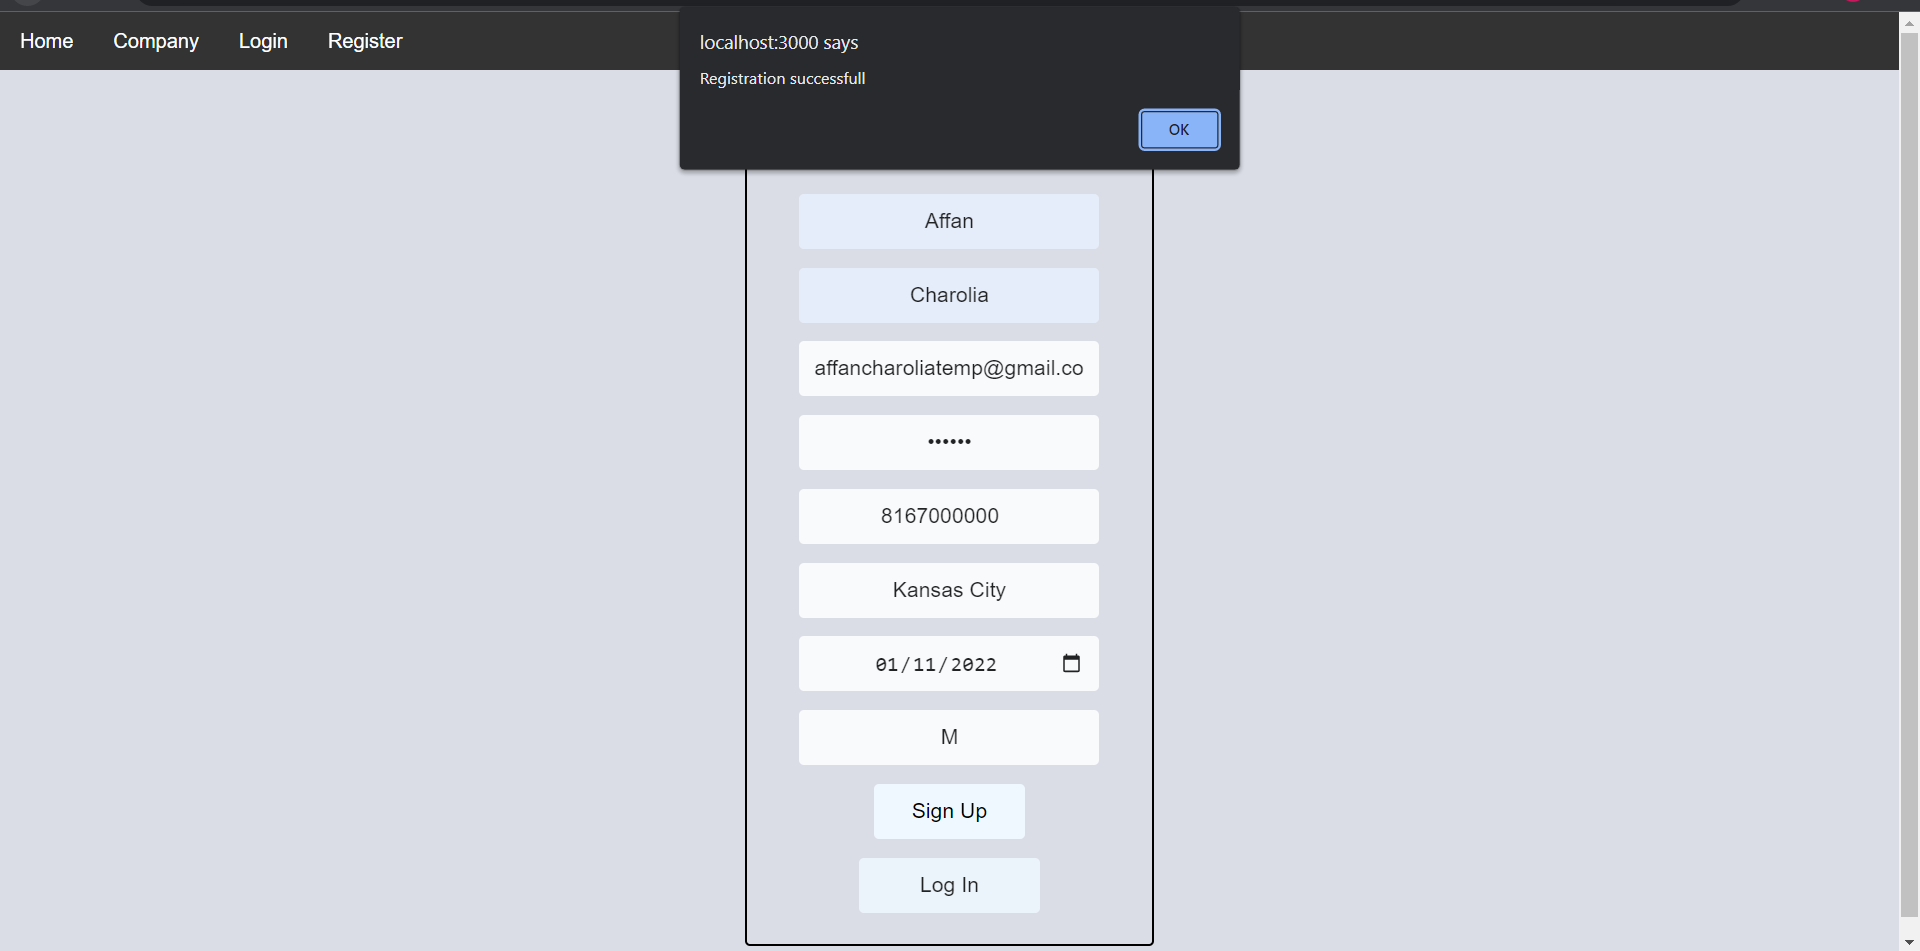 Home Company Login Register
localhost:3000 says
Registration successfull
OK
Affan
Charolia
affancharoliatemp@gmail.co
••••••
8167000000
Kansas City
01/11/2022
M
Sign Up
Log In